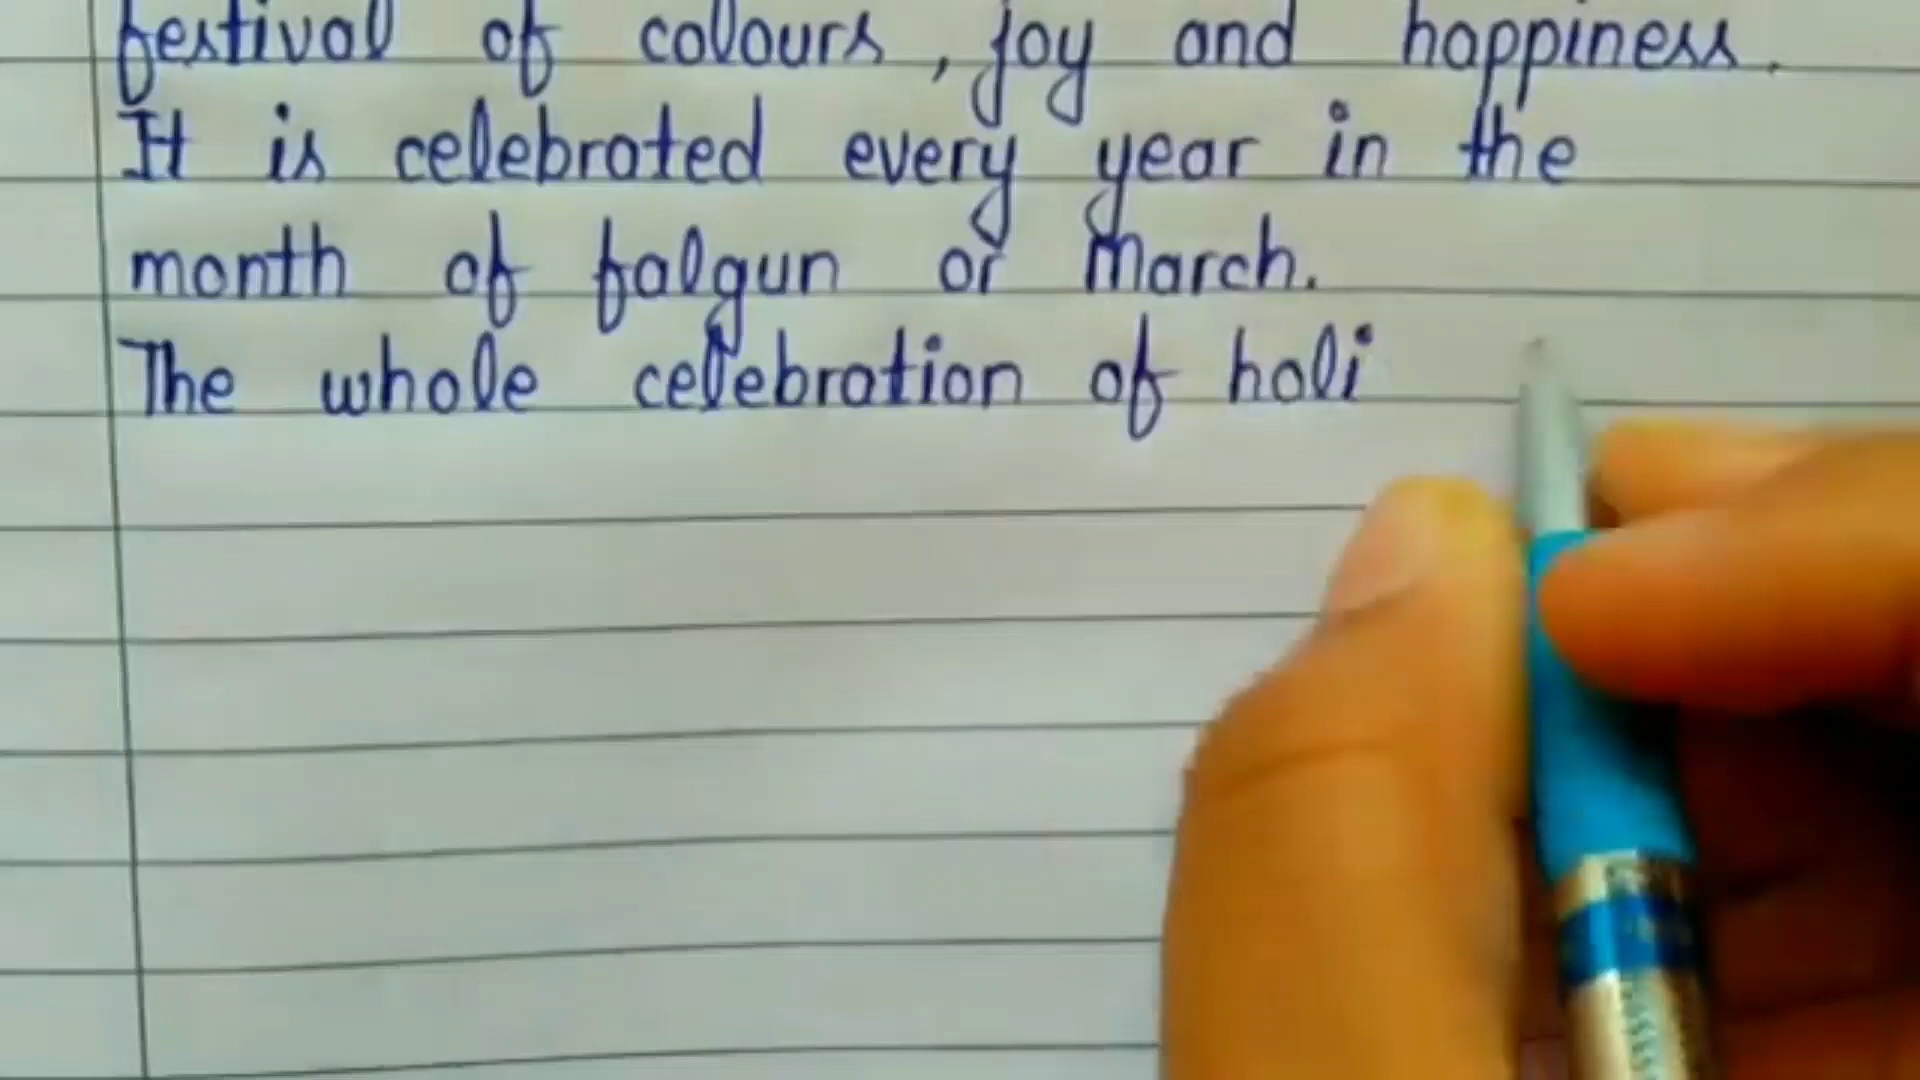 festival of colours, joy and happiness.
It is celebrated every year in the
month of falgun or March.
The whole celebration of holi